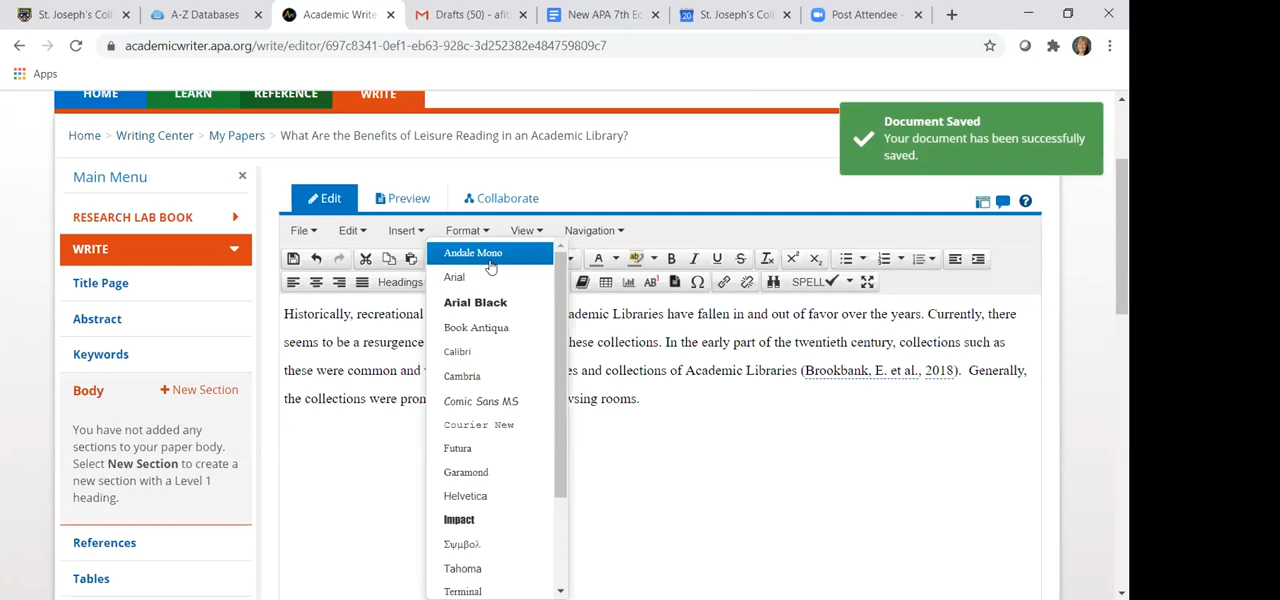 St. Joseph's Coll
A-Z Databases
Academic Write
Drafts (50) - afit
New APA 7th E
St. Joseph's Coll
Post Attendee -
academicwriter.apa.org/write/editor/697c8341-0ef1-eb63-928c-3d252382e484759809c7
Apps
HOME LEARN REFERENCE WRITE
Home > Writing Center > My Papers > What Are the Benefits of Leisure Reading in an Academic Library?
Document Saved
Your document has been successfully
saved.
Main Menu
RESEARCH LAB BOOK
WRITE
Title Page
Abstract
Keywords
Body + New Section
You have not added any
sections to your paper body.
Select New Section to create a
new section with a Level 1
heading.
References
Tables
Edit Preview Collaborate
File Edit Insert Format View Navigation
Headings
SPELL
Andale Mono
Arial
Arial Black
Book Antiqua
Calibri
Cambria
Comic Sans MS
Courier New
Futura
Garamond
Helvetica
Impact
Σψμβολ
Tahoma
Terminal
Historically, recreational ademic Libraries have fallen in and out of favor over the years. Currently, there
seems to be a resurgence hese collections. In the early part of the twentieth century, collections such as
these were common and es and collections of Academic Libraries (Brookbank, E. et al., 2018). Generally,
the collections were pron wsing rooms.